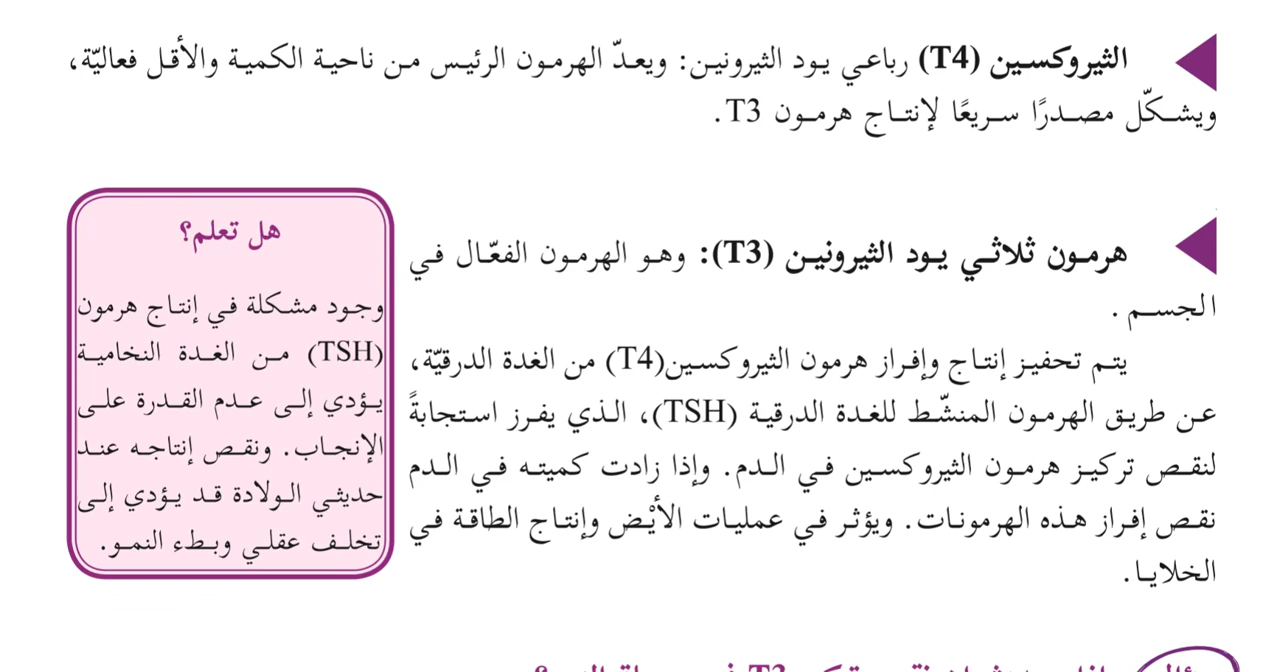 الثيروكسين (T4) رباعي يود الثيرونين: ويعدّ الهرمون الرئيس من ناحية الكمية والأقل فعاليّة،
ويشكّل مصدرًا سريعًا لإنتاج هرمون T3.
هرمون ثلاثي يود الثيرونين (T3): وهو الهرمون الفعّال في
الجسم .
يتم تحفيز إنتاج وإفراز هرمون الثيروكسين(T4) من الغدة الدرقيّة،
عن طريق الهرمون المنشّط للغدة الدرقية (TSH)، الذي يفرز استجابةً
لنقص تركيز هرمون الثيروكسين في الدم. وإذا زادت كميته في الدم
نقص إفراز هذه الهرمونات. ويؤثر في عمليات الأيْض وإنتاج الطاقة في
الخلايا.
هل تعلم؟
وجود مشكلة في إنتاج هرمون
(TSH) من الغدة النخامية
يؤدي إلى عدم القدرة على
الإنجاب. ونقص إنتاجه عند
حديثي الولادة قد يؤدي إلى
تخلف عقلي وبطء النمو.